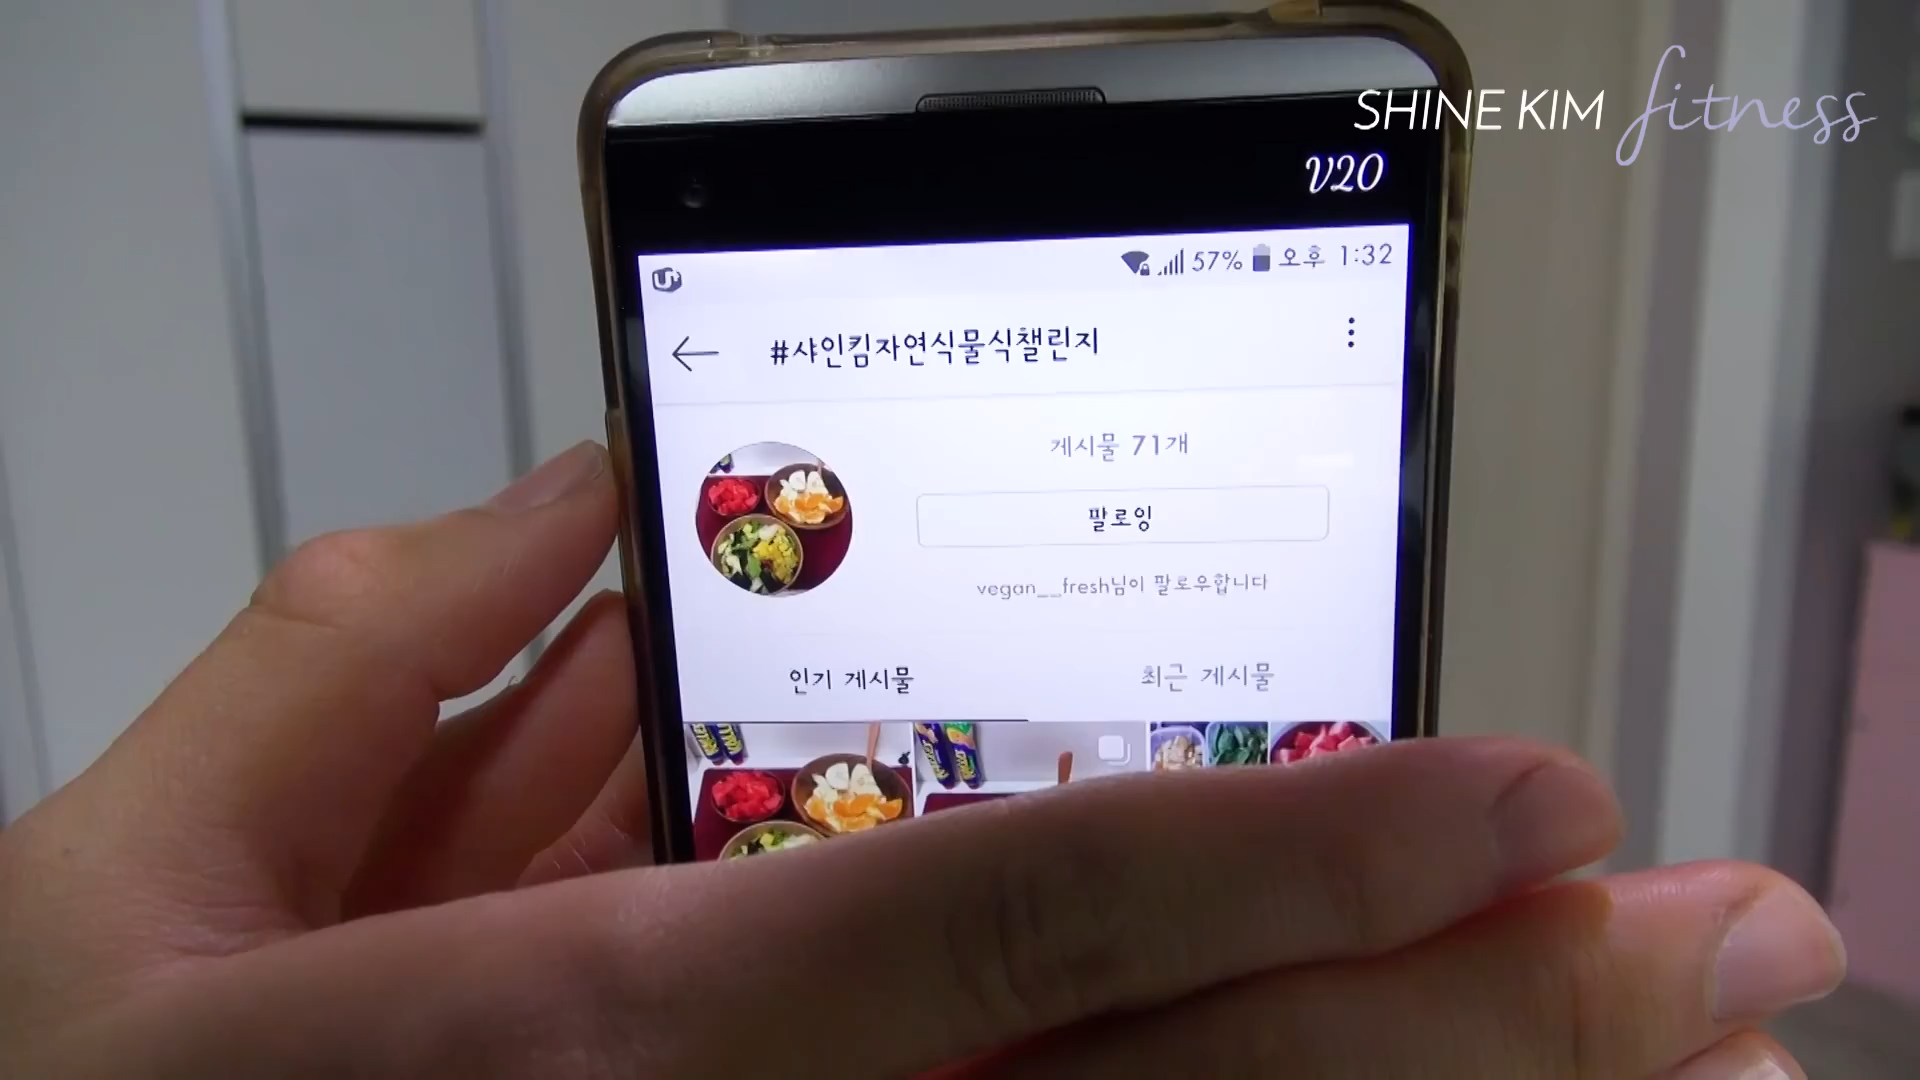 SHINE KIM fitness
V20
57% 오후 1:32
#샤인킴자연식물식챌린지
게시물 71개
팔로잉
vegan__fresh님이 팔로우합니다
인기 게시물
최근 게시물